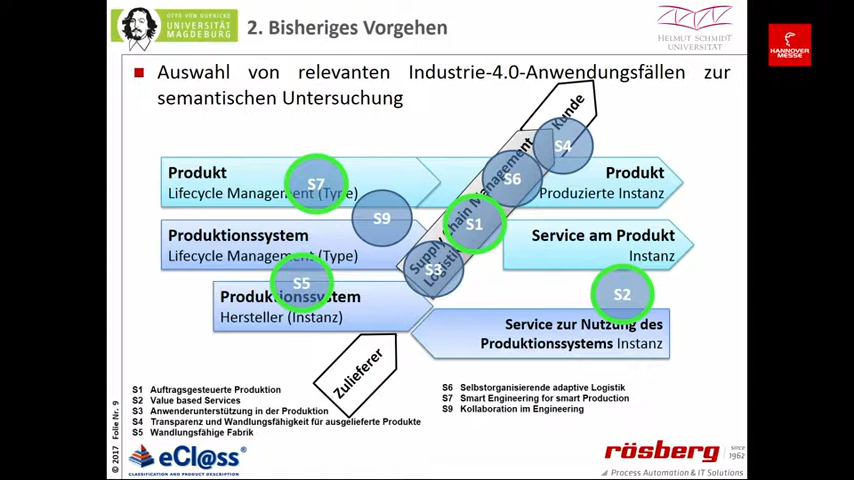 OTTO VON GUERICKE
UNIVERSITÄT
MAGDEBURG
2. Bisheriges Vorgehen
HELMUT SCHMIDT
UNIVERSITÄT
HANNOVER
MESSE
Auswahl von relevanten Industrie-4.0-Anwendungsfällen zur
semantischen Untersuchung
Kunde
S4
Produkt
Lifecycle Management (Type)
S7
S6
Produkt
Produzierte Instanz
Supply Chain Management
Logistik
S9
S1
Produktionssystem
Lifecycle Management (Type)
Service am Produkt
Instanz
S3
S5
S2
Produktionssystem
Hersteller (Instanz)
Service zur Nutzung des
Produktionssystems Instanz
Zulieferer
S1 Auftragsgesteuerte Produktion
S2 Value based Services
S3 Anwenderunterstützung in der Produktion
S4 Transparenz und Wandlungsfähigkeit für ausgelieferte Produkte
S5 Wandlungsfähige Fabrik
S6 Selbstorganisierende adaptive Logistik
S7 Smart Engineering for smart Production
S9 Kollaboration im Engineering
© 2017 Folie Nr. 9
eCl@ss®
CLASSIFICATION AND PRODUCT DESCRIPTION
rösberg
since
1962
Process Automation & IT Solutions